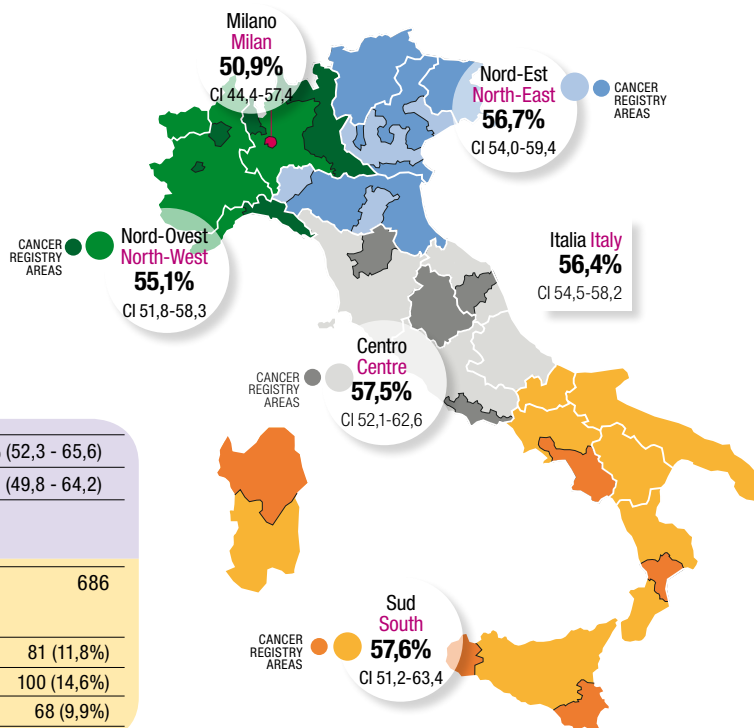 Milano
Milan
50,9%
CI 44,4-57,4
Nord-Est
North-East
56,7%
CI 54,0-59,4
CANCER
REGISTRY
AREAS
CANCER
REGISTRY
AREAS
Nord-Ovest
North-West
55,1%
CI 51,8-58,3
Italia Italy
56,4%
CI 54,5-58,2
CANCER
REGISTRY
AREAS
Centro
Centre
57,5%
CI 52,1-62,6
(52,3 - 65,6)
(49,8 - 64,2)
686
81 (11,8%)
100 (14,6%)
68 (9,9%)
CANCER
REGISTRY
AREAS
Sud
South
57,6%
CI 51,2-63,4